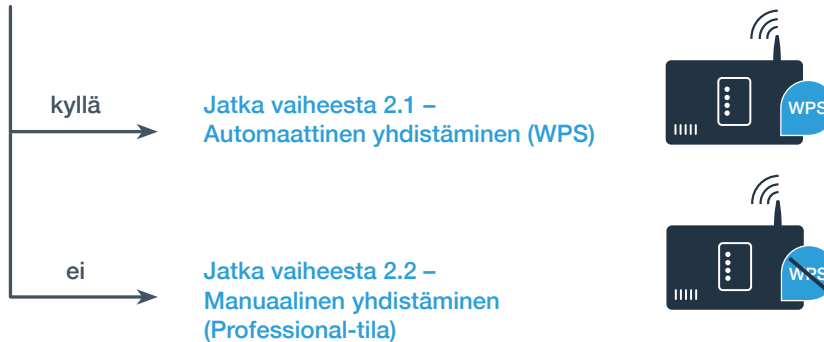 kyllä
Jatka vaiheesta 2.1 –
Automaattinen yhdistäminen (WPS)
WPS
ei
Jatka vaiheesta 2.2 –
Manuaalinen yhdistäminen
(Professional-tila)
WPS